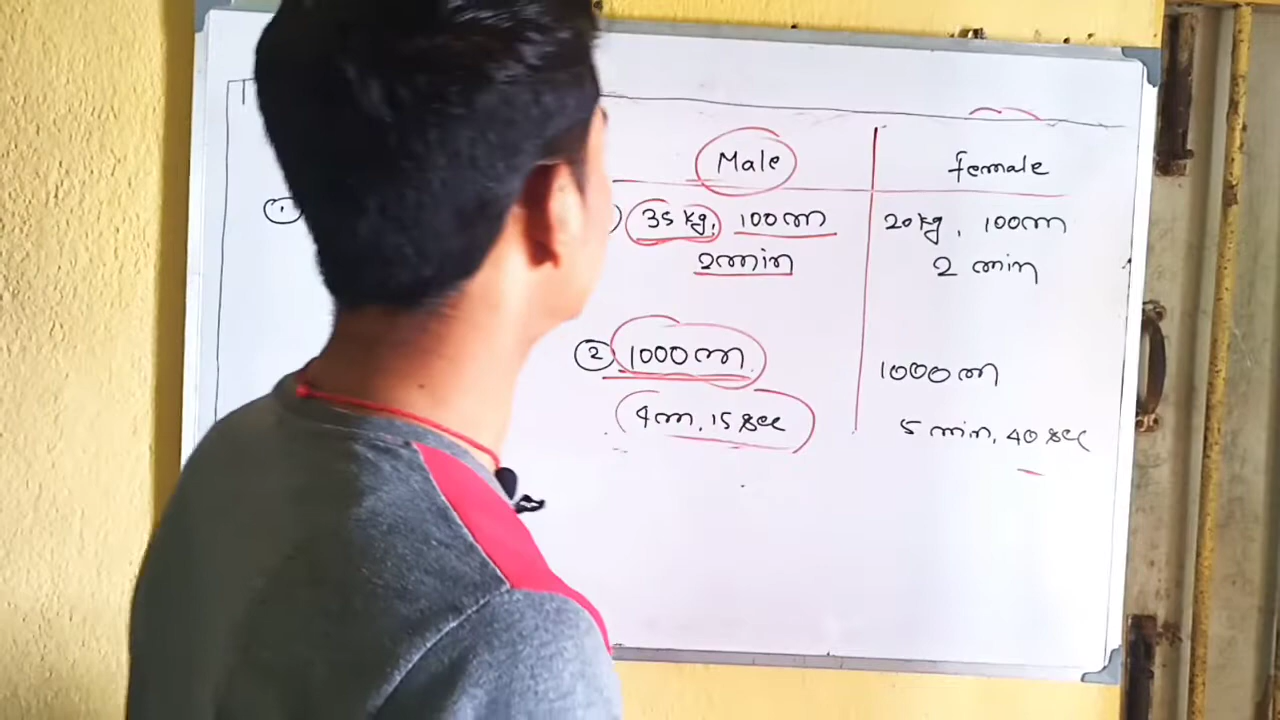 Male female
① 35 kg, 100 m 20 kg, 100 m
2 min 2 min
② 1000 m 1000 m
4 m, 15 sec 5 min, 40 sec